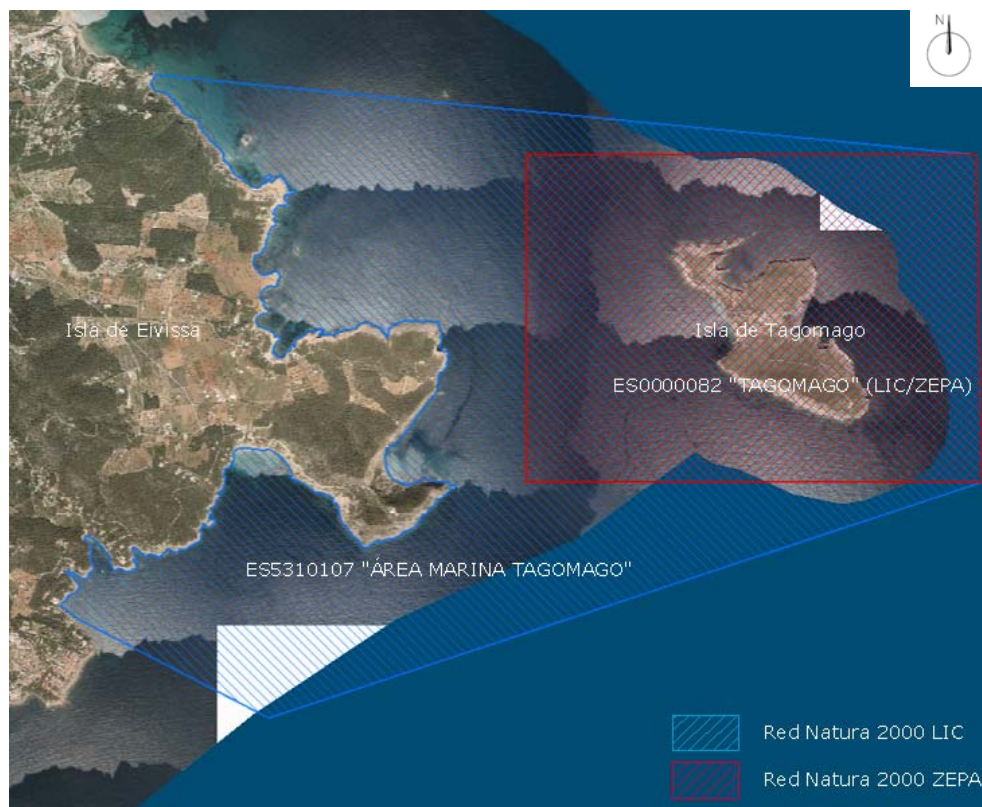 N
Isla de Eivissa
Isla de Tagomago
ES0000082 "TAGOMAGO" (LIC/ZEPA)
ES5310107 "ÁREA MARINA TAGOMAGO"
Red Natura 2000 LIC
Red Natura 2000 ZEPA